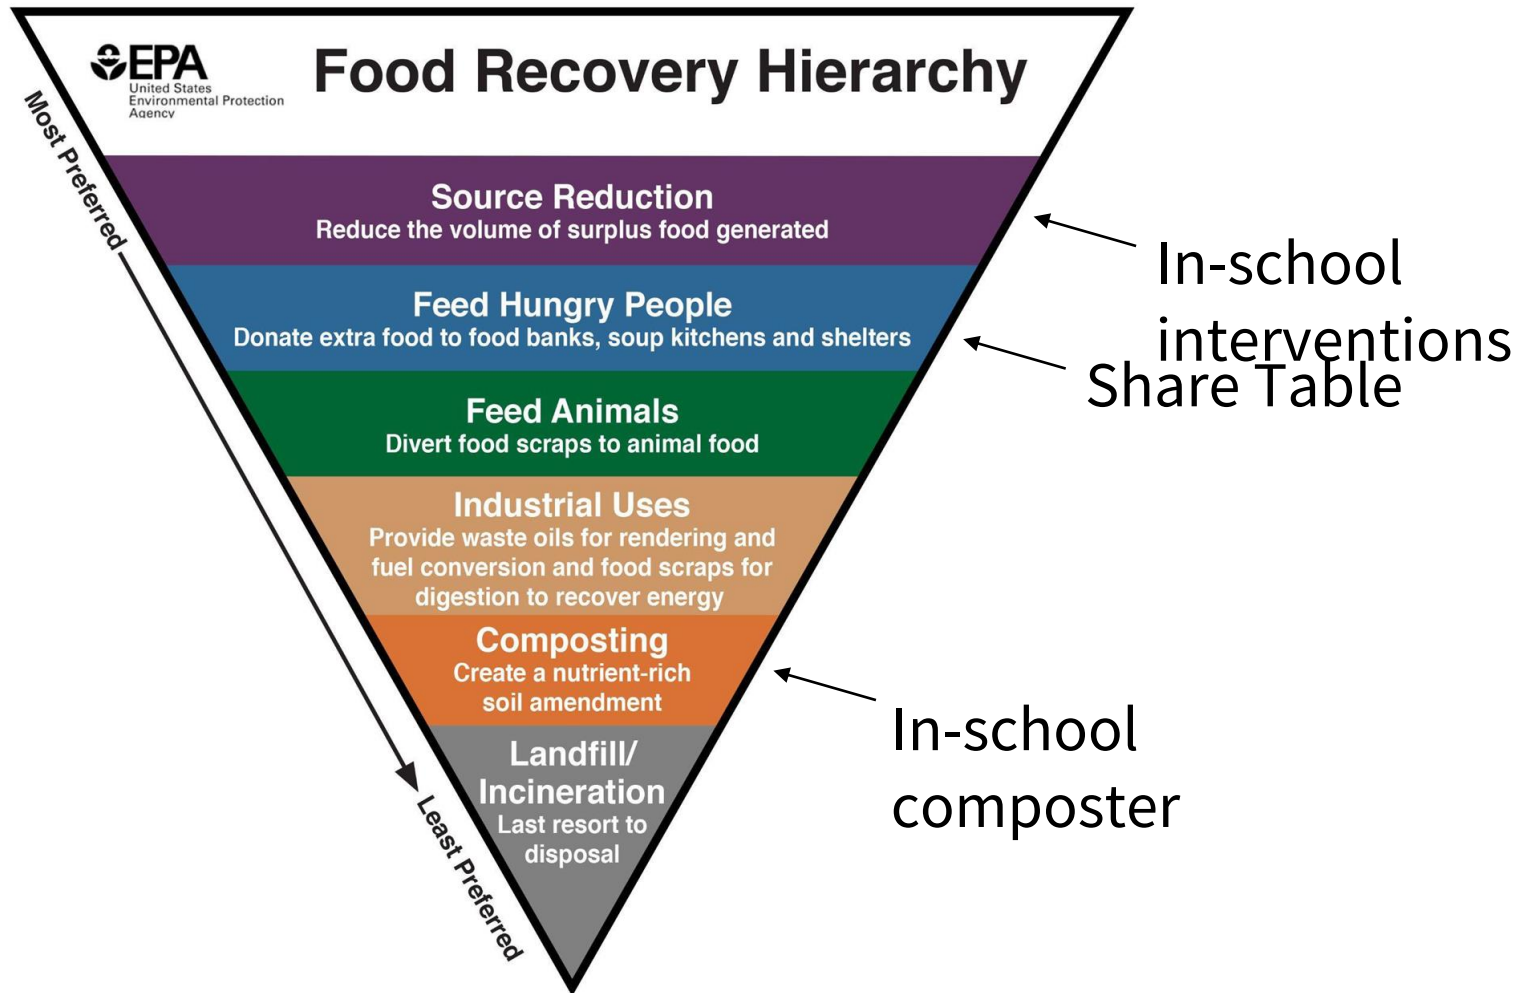 EPA
United States
Environmental Protection
Agency
Food Recovery Hierarchy
Most Preferred
Source Reduction
Reduce the volume of surplus food generated
In-school
interventions
Feed Hungry People
Donate extra food to food banks, soup kitchens and shelters
Share Table
Feed Animals
Divert food scraps to animal food
Industrial Uses
Provide waste oils for rendering and
fuel conversion and food scraps for
digestion to recover energy
Composting
Create a nutrient-rich
soil amendment
In-school
composter
Landfill/
Incineration
Last resort to
disposal
Least Preferred